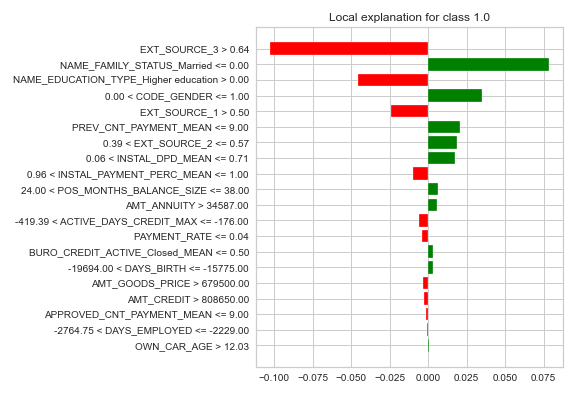 Local explanation for class 1.0
EXT_SOURCE_3 > 0.64
NAME_FAMILY_STATUS_Married <= 0.00
NAME_EDUCATION_TYPE_Higher education > 0.00
0.00 < CODE_GENDER <= 1.00
EXT_SOURCE_1 > 0.50
PREV_CNT_PAYMENT_MEAN <= 9.00
0.39 < EXT_SOURCE_2 <= 0.57
0.06 < INSTAL_DPD_MEAN <= 0.71
0.96 < INSTAL_PAYMENT_PERC_MEAN <= 1.00
24.00 < POS_MONTHS_BALANCE_SIZE <= 38.00
AMT_ANNUITY > 34587.00
-419.39 < ACTIVE_DAYS_CREDIT_MAX <= -176.00
PAYMENT_RATE <= 0.04
BURO_CREDIT_ACTIVE_Closed_MEAN <= 0.50
-19694.00 < DAYS_BIRTH <= -15775.00
AMT_GOODS_PRICE > 679500.00
AMT_CREDIT > 808650.00
APPROVED_CNT_PAYMENT_MEAN <= 9.00
-2764.75 < DAYS_EMPLOYED <= -2229.00
OWN_CAR_AGE > 12.03
−0.100 −0.075 −0.050 −0.025 0.000 0.025 0.050 0.075